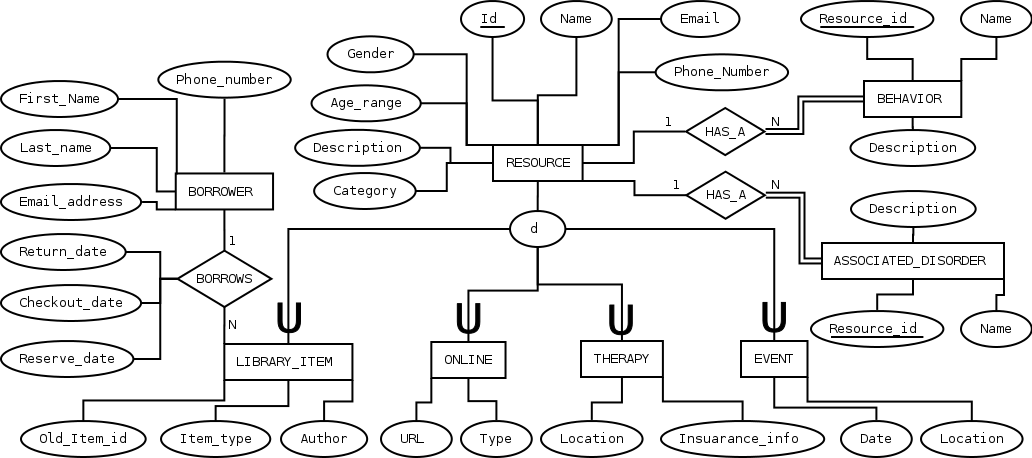 Id
Name
Email
Resource_id
Name
Gender
Phone_Number
Phone_number
First_Name
Age_range
BEHAVIOR
1
HAS_A
N
Last_name
Description
RESOURCE
Description
BORROWER
Category
1
HAS_A
N
Email_address
Description
d
Return_date
1
BORROWS
ASSOCIATED_DISORDER
Checkout_date
N
U
U
U
U
Resource_id
Name
Reserve_date
LIBRARY_ITEM
ONLINE
THERAPY
EVENT
Old_Item_id
Item_type
Author
URL
Type
Location
Insuarance_info
Date
Location